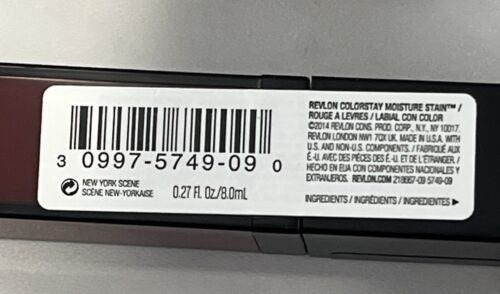 3 0997-5749-09 0
NEW YORK SCENE
SCÈNE NEW-YORKAISE
0.27 Fl. Oz./8.0mL
REVLON COLORSTAY MOISTURE STAIN™/
ROUGE A LEVRES / LABIAL CON COLOR
©2014 REVLON CONS. PROD. CORP., N.Y., NY 10017.
REVLON LONDON NW1 7QX UK. MADE IN U.S.A. WITH
U.S. AND NON-U.S. COMPONENTS. / FABRIQUÉ AUX
É.-U. AVEC DES PIÈCES DES É.-U. ET DE L'ÉTRANGER. /
HECHO EN EUA CON COMPONENTES NACIONALES Y
EXTRANJEROS. REVLON.COM 218667-09 5749-09
INGREDIENTS / INGRÉDIENTS / INGREDIENTES ►